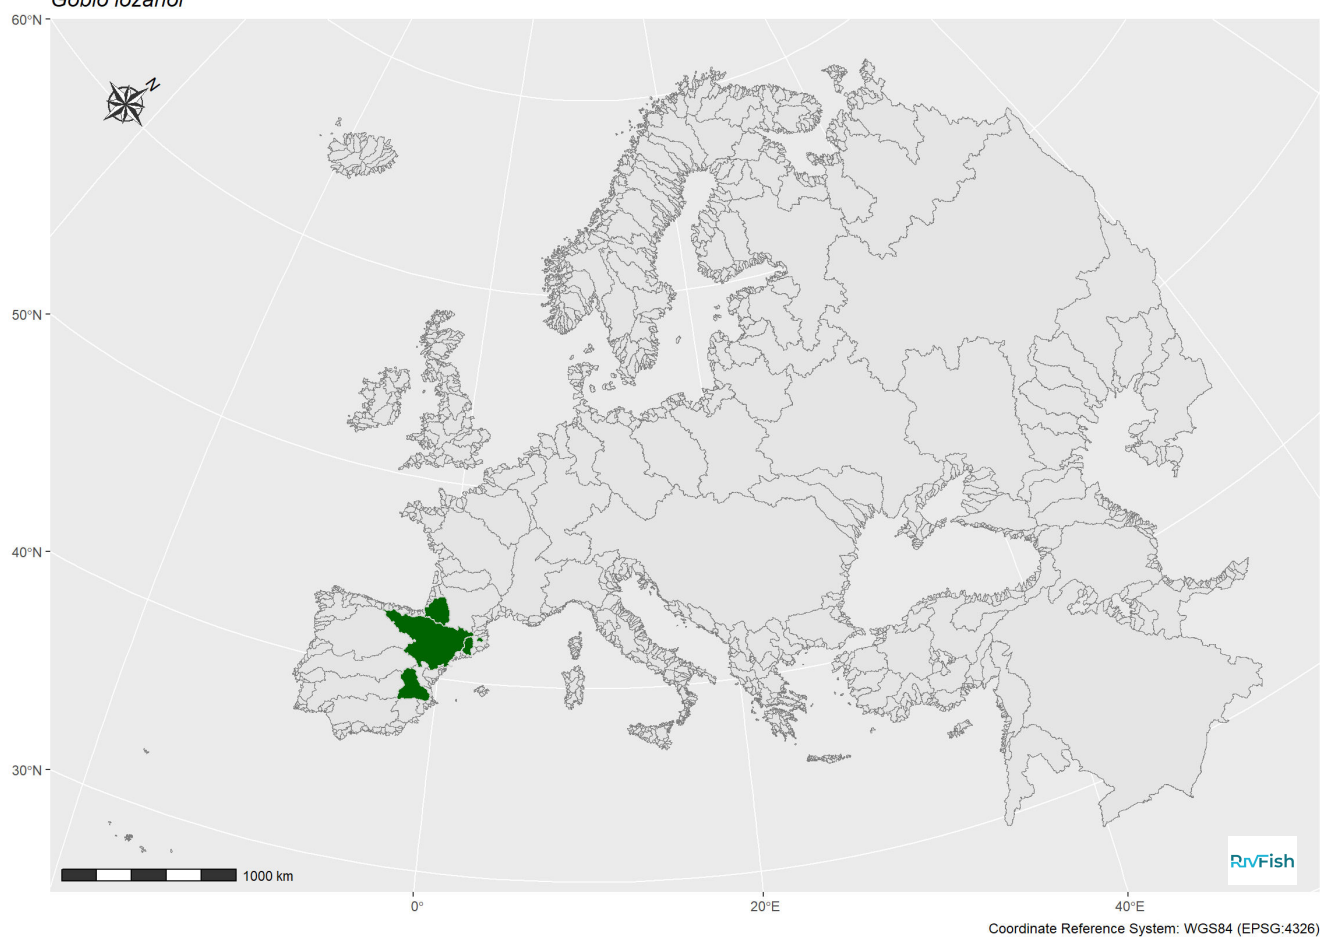 Gobio lozanoi
60°N
N
50°N
40°N
30°N
1000 km
RivFish
0°
20°E
40°E
Coordinate Reference System: WGS84 (EPSG:4326)